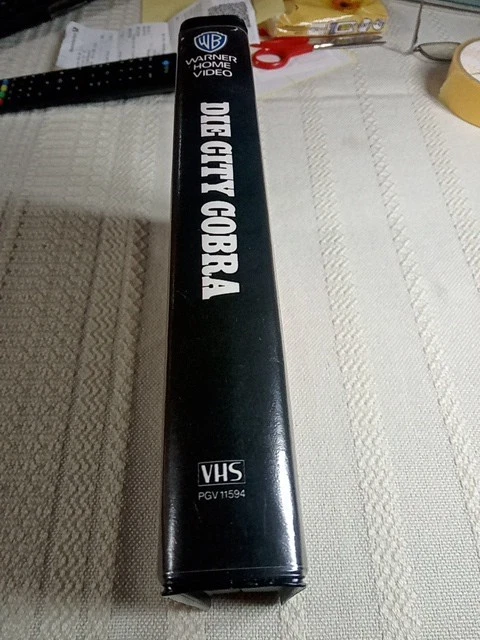 WB
WARNER
HOME
VIDEO
DIE CITY COBRA
VHS
PGV 11594